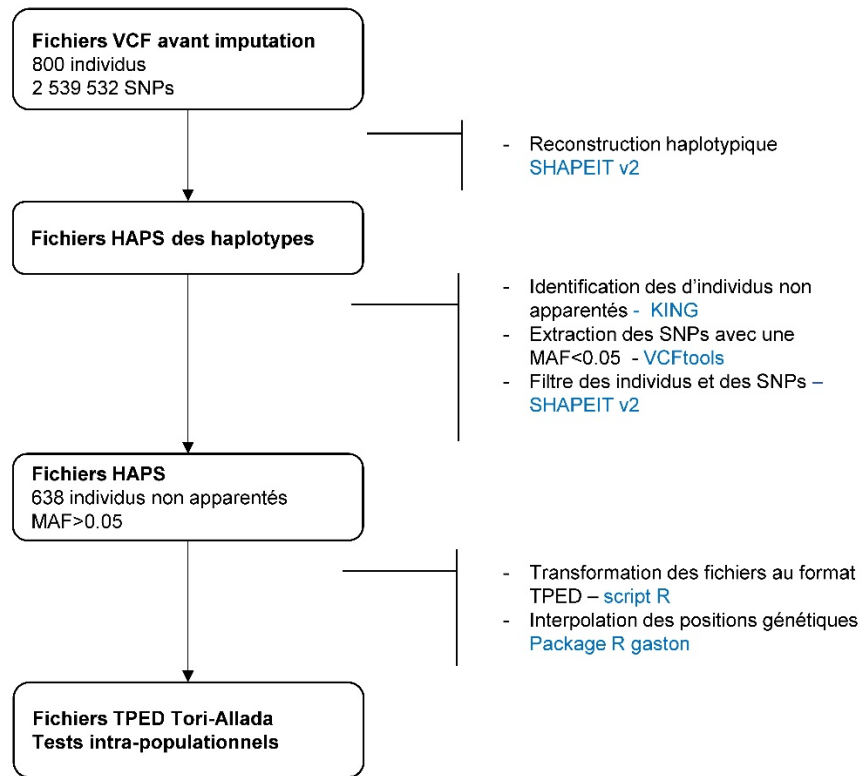 Fichiers VCF avant imputation
800 individus
2 539 532 SNPs
- Reconstruction haplotypique
SHAPEIT v2
Fichiers HAPS des haplotypes
- Identification des d'individus non
apparentés - KING
- Extraction des SNPs avec une
MAF<0.05 - VCFtools
- Filtre des individus et des SNPs –
SHAPEIT v2
Fichiers HAPS
638 individus non apparentés
MAF>0.05
- Transformation des fichiers au format
TPED – script R
- Interpolation des positions génétiques
Package R gaston
Fichiers TPED Tori-Allada
Tests intra-populationnels